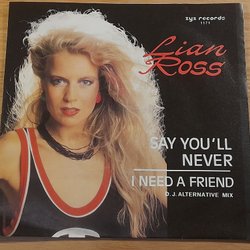 zyx records
Lian
Ross
SAY YOU'LL
NEVER
I NEED A FRIEND
D.J. ALTERNATIVE MIX